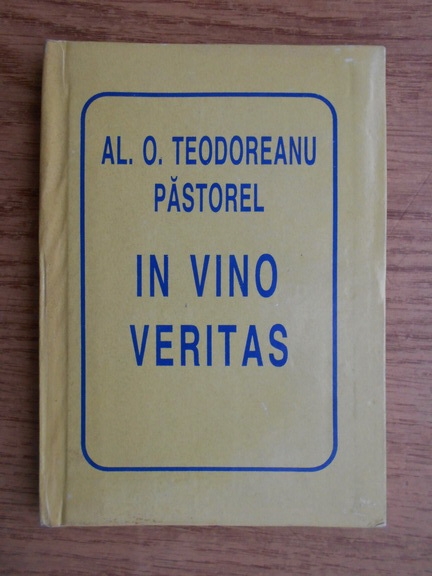 AL. O. TEODOREANU
PĂSTOREL
IN VINO
VERITAS